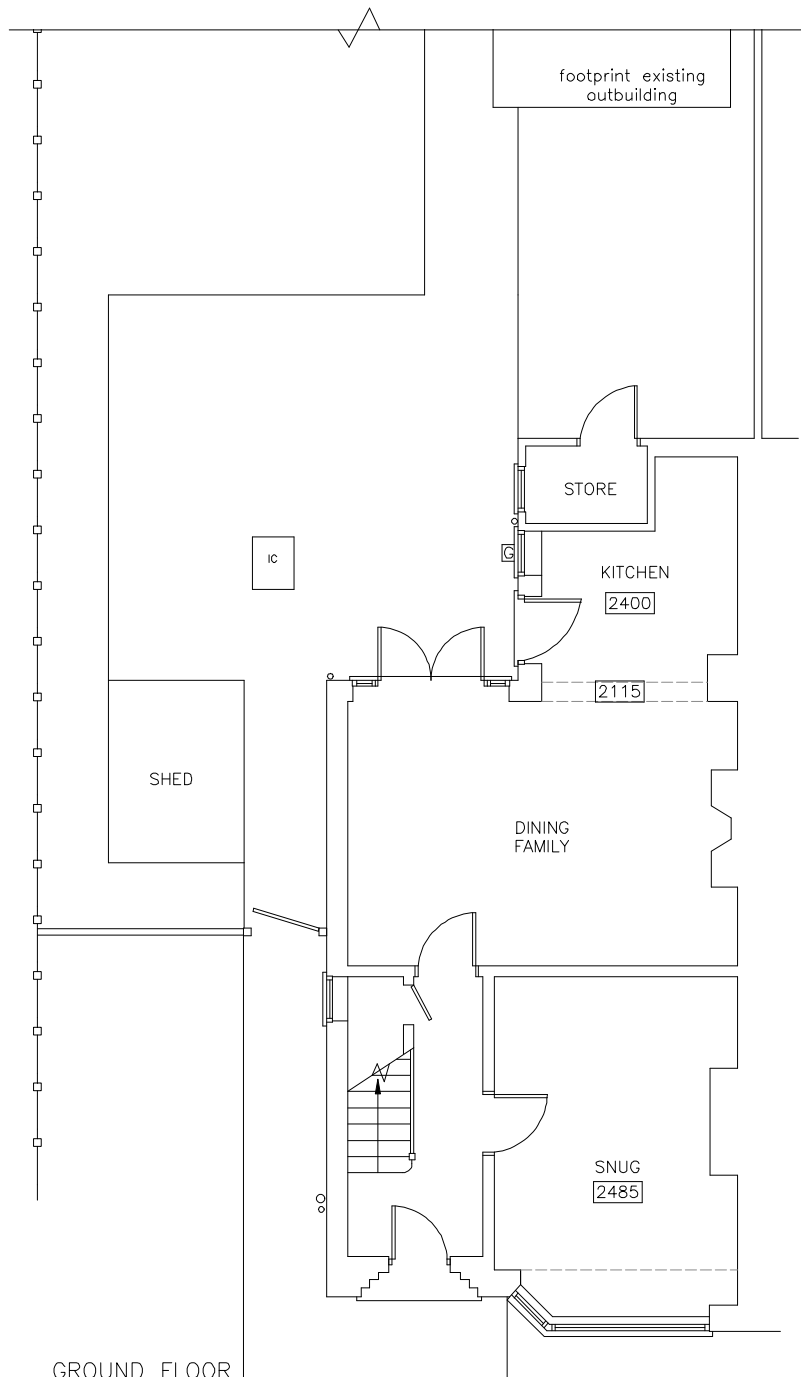 footprint existing
outbuilding
STORE
IC
G
KITCHEN
2400
2115
SHED
DINING
FAMILY
SNUG
2485
GROUND FLOOR